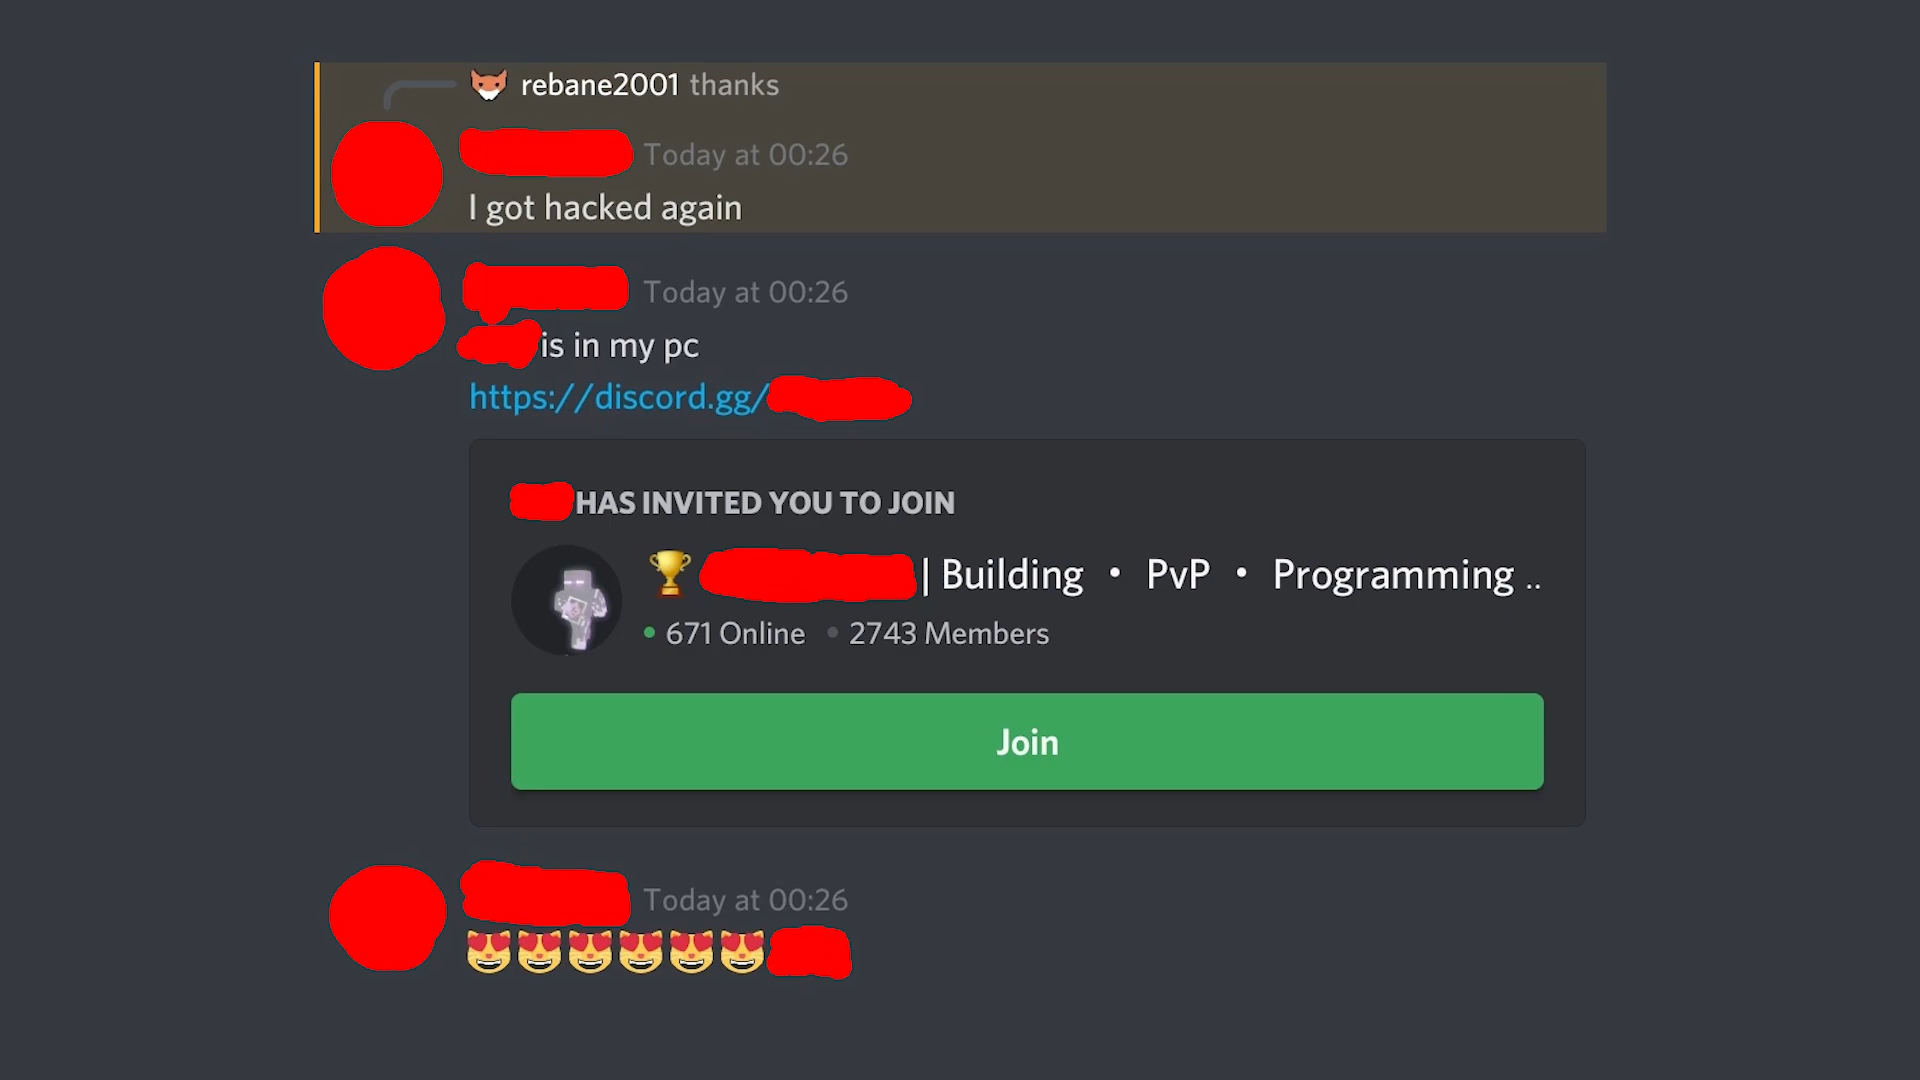 rebane2001 thanks
Today at 00:26
I got hacked again
Today at 00:26
is in my pc
https://discord.gg/
HAS INVITED YOU TO JOIN
🏆 | Building • PvP • Programming ..
671 Online 2743 Members
Join
Today at 00:26
😻😻😻😻😻😻